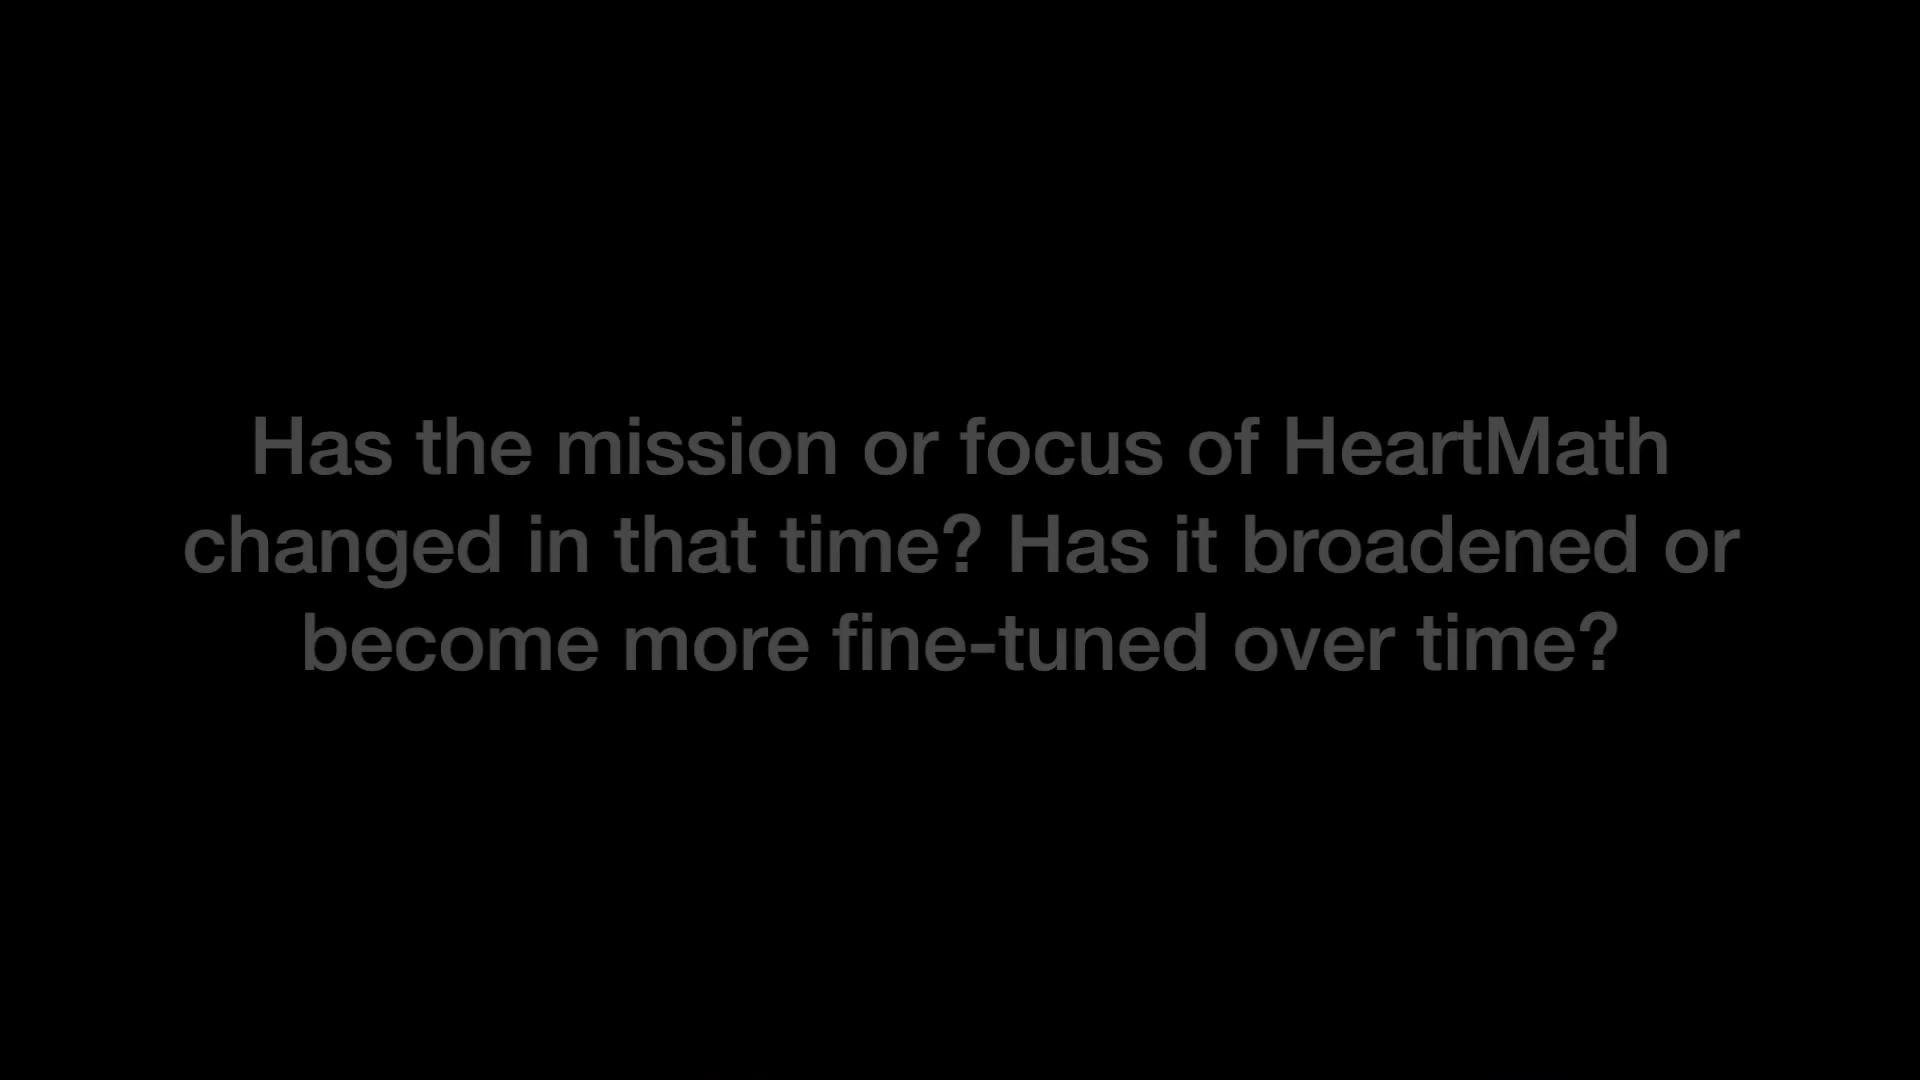 Has the mission or focus of HeartMath
changed in that time? Has it broadened or
become more fine-tuned over time?